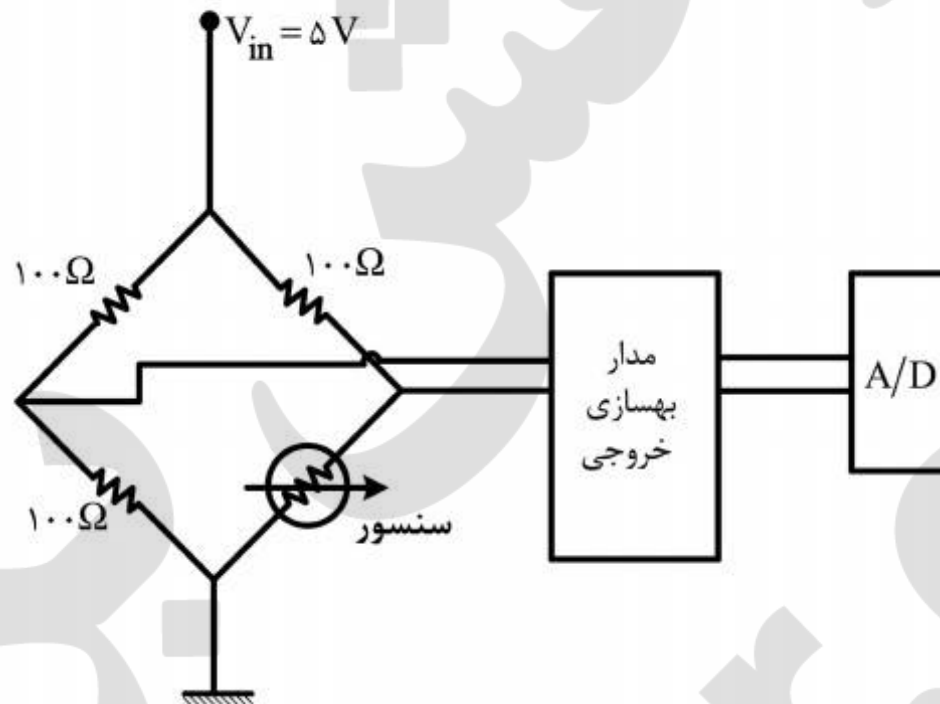 V_in = ۵ V
۱۰۰Ω
۱۰۰Ω
مدار
بهسازی
خروجی
A/D
۱۰۰Ω
سنسور